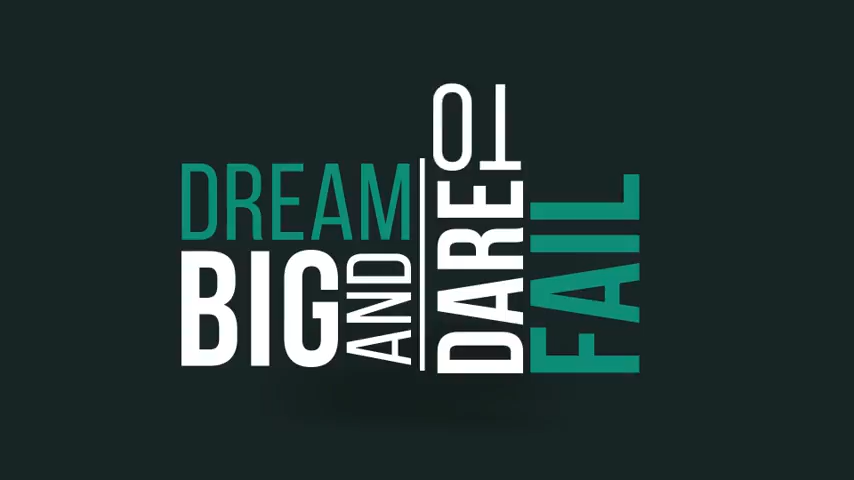 DREAM
BIG
AND
DARE
TO
FAIL